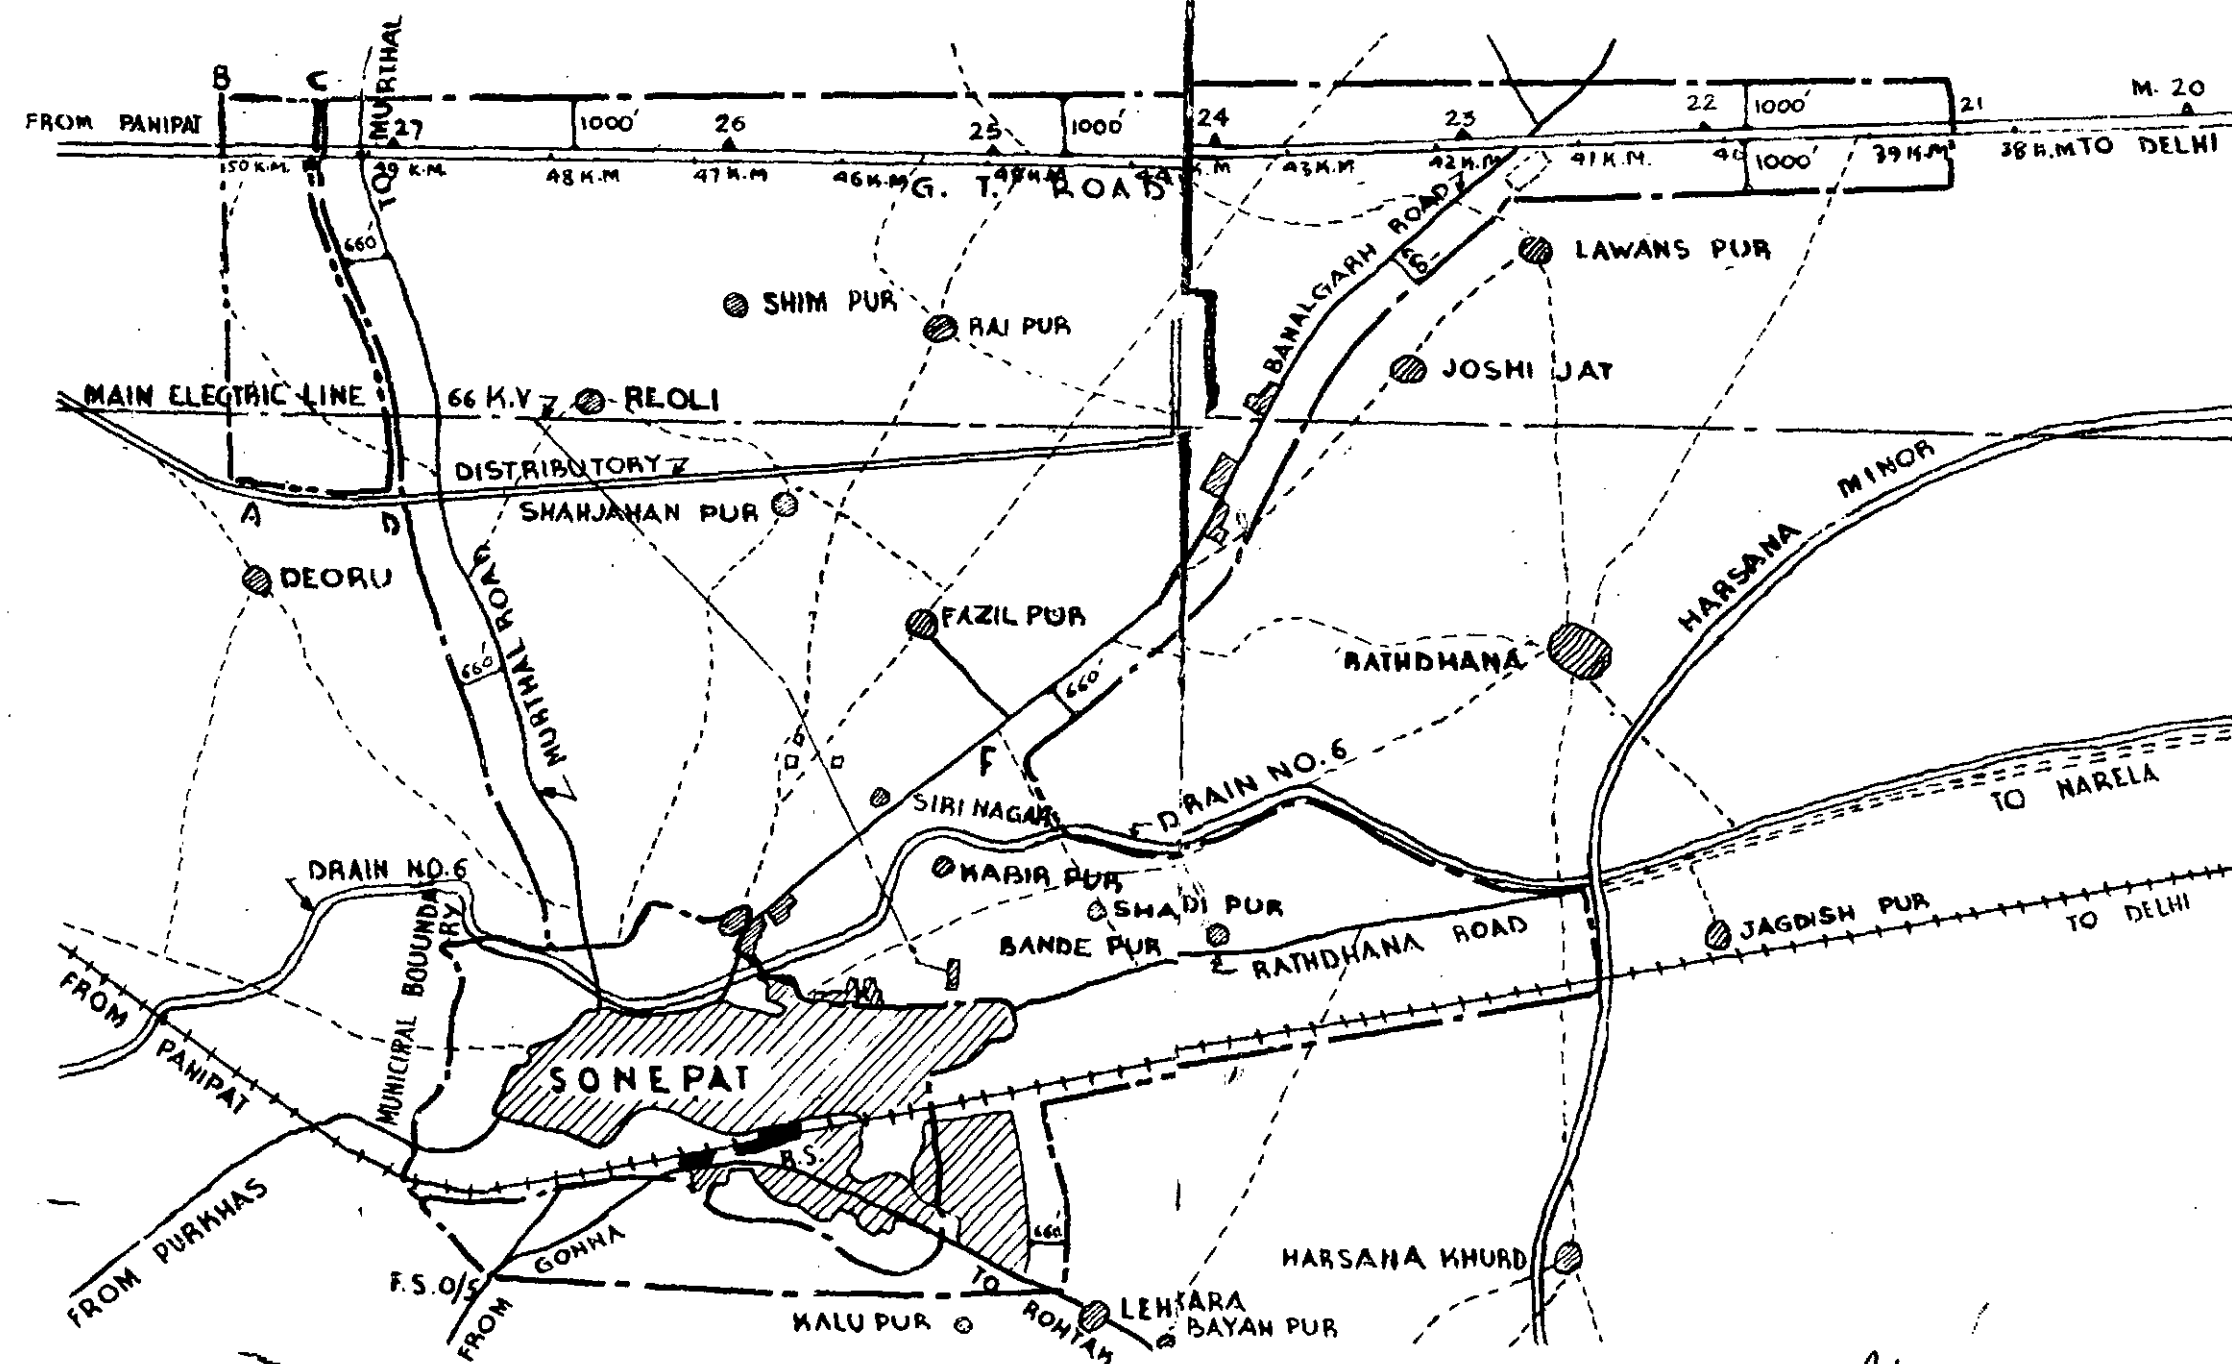 B C
TO MURTHAL
M. 20
FROM PANIPAT
27
1000'
26
25
1000'
24
23
22
1000'
21
50 K.M.
49 K.M.
48 K.M
47 K.M
46 K.M
45 K.M
44 K.M
43 K.M
42 K.M
41 K.M.
40
1000'
39 K.M
38 K.M
TO DELHI
G. T. ROAD
660'
BAHALGARH ROAD
LAWANS PUR
SHIM PUR
RAI PUR
JOSHI JAT
MAIN ELECTRIC LINE 66 K.V
REOLI
DISTRIBUTORY
SHAHJAHAN PUR
A
D
HARSANA MINOR
DEORU
MURTHAL ROAD
FAZIL PUR
RATHDHANA
660'
660'
MURTHAL
F
SIRI NAGAR
DRAIN NO. 6
TO NARELA
DRAIN NO.6
KABIR PUR
SHADI PUR
BANDE PUR
RATHDHANA ROAD
JAGDISH PUR
TO DELHI
MUNICIPAL BOUNDARY
FROM PANIPAT
SONEPAT
R.S.
FROM PURKHAS
GOHNA
FROM
F.S.O/S
660'
HARSANA KHURD
TO ROHTAK
LEHRARA
KALU PUR
BAYAN PUR